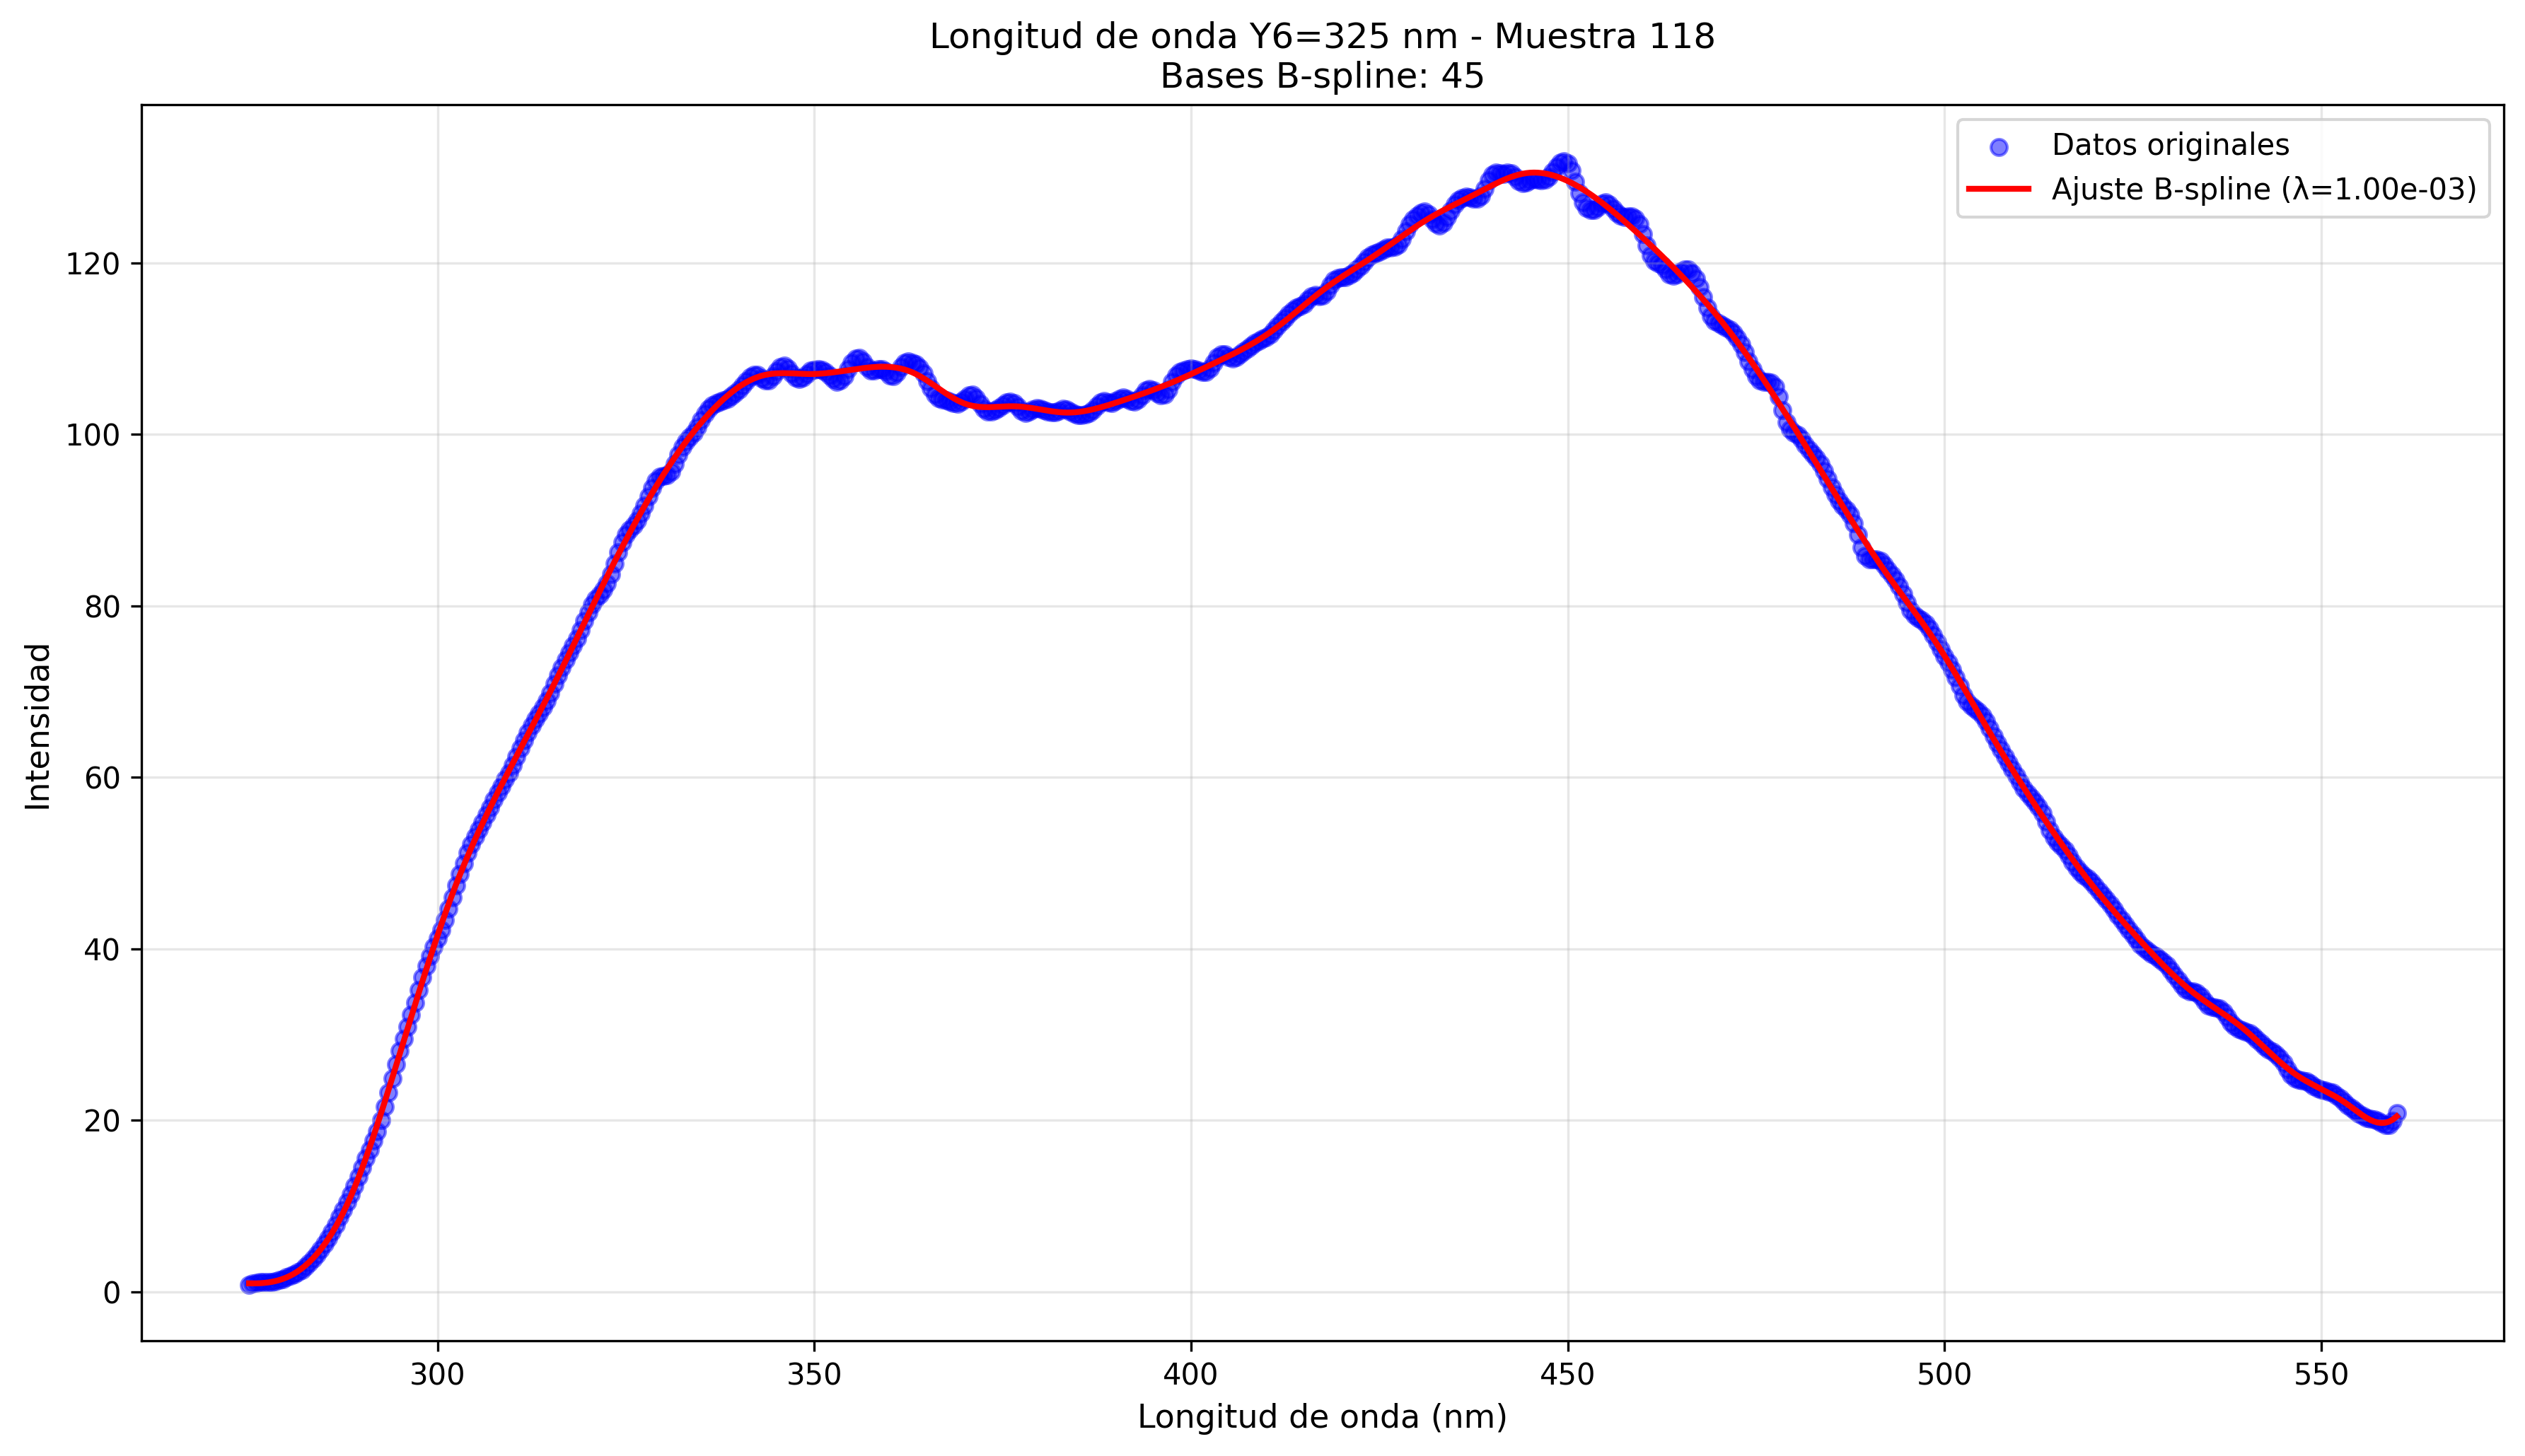 Longitud de onda Y6=325 nm - Muestra 118
Bases B-spline: 45
Datos originales
Ajuste B-spline (λ=1.00e-03)
Intensidad
120
100
80
60
40
20
0
300
350
400
450
500
550
Longitud de onda (nm)